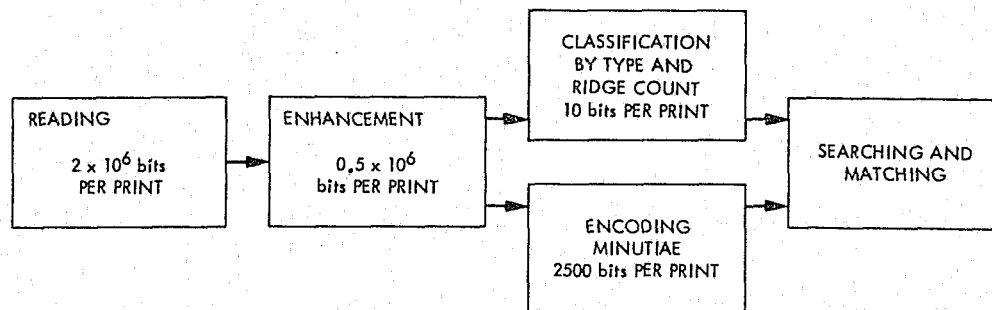 READING
2 x 10⁶ bits
PER PRINT
ENHANCEMENT
0.5 x 10⁶
bits PER PRINT
CLASSIFICATION
BY TYPE AND
RIDGE COUNT
10 bits PER PRINT
ENCODING
MINUTIAE
2500 bits PER PRINT
SEARCHING AND
MATCHING